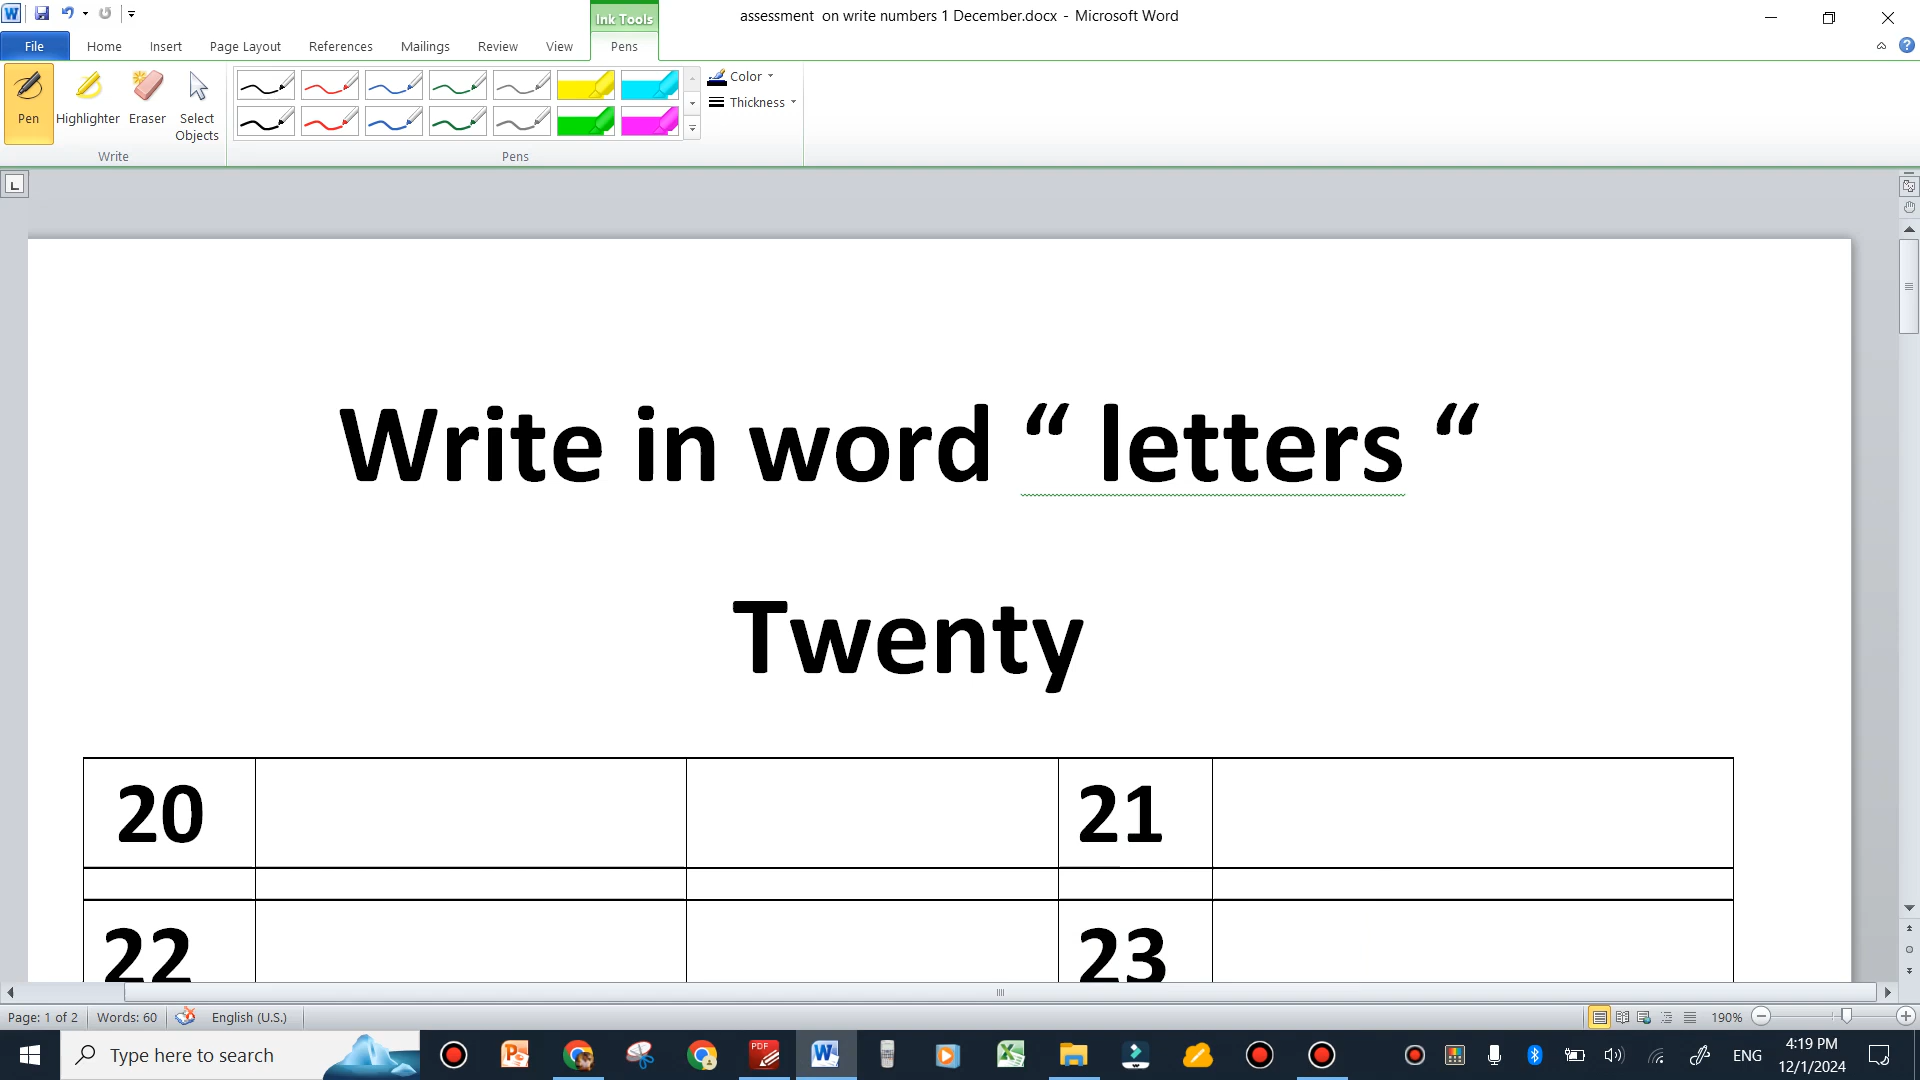 assessment  on write numbers 1 December.docx - Microsoft Word
Ink Tools
File Home Insert Page Layout References Mailings Review View Pens
Pen Highlighter Eraser Select Objects
Color
Thickness
Write Pens
Write in word “ letters “
Twenty
20 21
22 23
Page: 1 of 2 Words: 60 English (U.S.) 190%
Type here to search
PDF
ENG
4:19 PM
12/1/2024